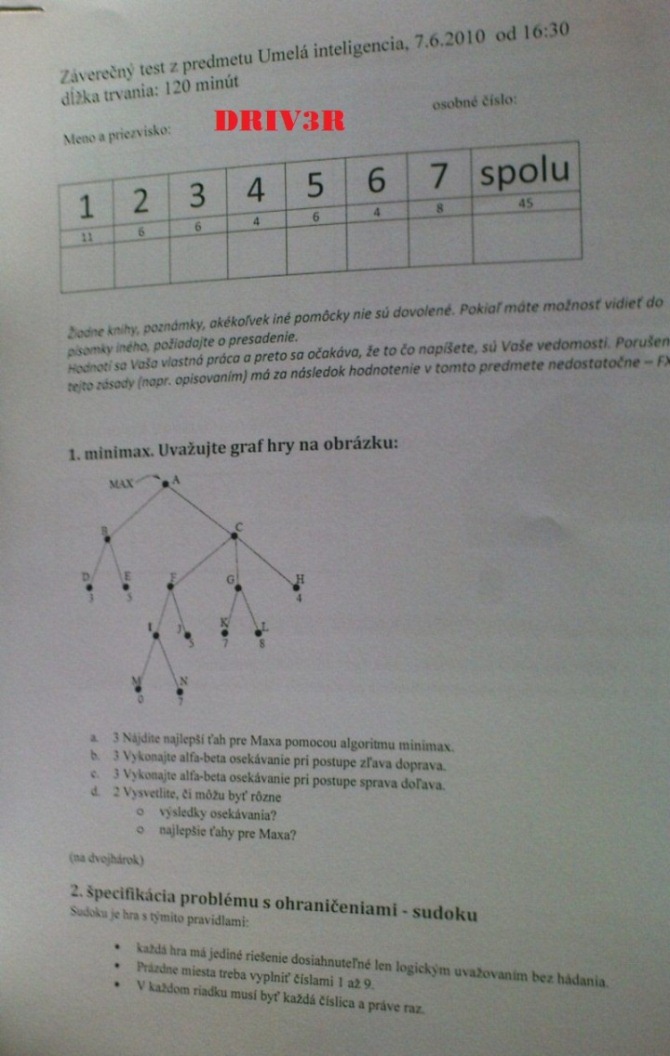 Záverečný test z predmetu Umelá inteligencia, 7.6.2010 od 16:30
dĺžka trvania: 120 minút
Meno a priezvisko: DRIV3R osobné číslo:
1 2 3 4 5 6 7 spolu
11 6 6 4 6 4 8 45
Žiadne knihy, poznámky, akékoľvek iné pomôcky nie sú dovolené. Pokiaľ máte možnosť vidieť do
písomky iného, požiadajte o presadenie.
Hodnotí sa Vaša vlastná práca a preto sa očakáva, že to čo napíšete, sú Vaše vedomosti. Porušen
tejto zásady (napr. opisovaním) má za následok hodnotenie v tomto predmete nedostatočne – FX
1. minimax. Uvažujte graf hry na obrázku:
MAX A
B C
D E F G H
3 5 4
I J K L
5 7 8
M N
0 7
a. 3 Nájdite najlepší ťah pre Maxa pomocou algoritmu minimax.
b. 3 Vykonajte alfa-beta osekávanie pri postupe zľava doprava.
c. 3 Vykonajte alfa-beta osekávanie pri postupe sprava doľava.
d. 2 Vysvetlite, či môžu byť rôzne
o výsledky osekávania?
o najlepšie ťahy pre Maxa?
(na dvojhárok)
2. špecifikácia problému s ohraničeniami - sudoku
Sudoku je hra s týmito pravidlami:
• každá hra má jediné riešenie dosiahnuteľné len logickým uvažovaním bez hádania.
• Prázdne miesta treba vyplniť číslami 1 až 9.
• V každom riadku musí byť každá číslica a práve raz.